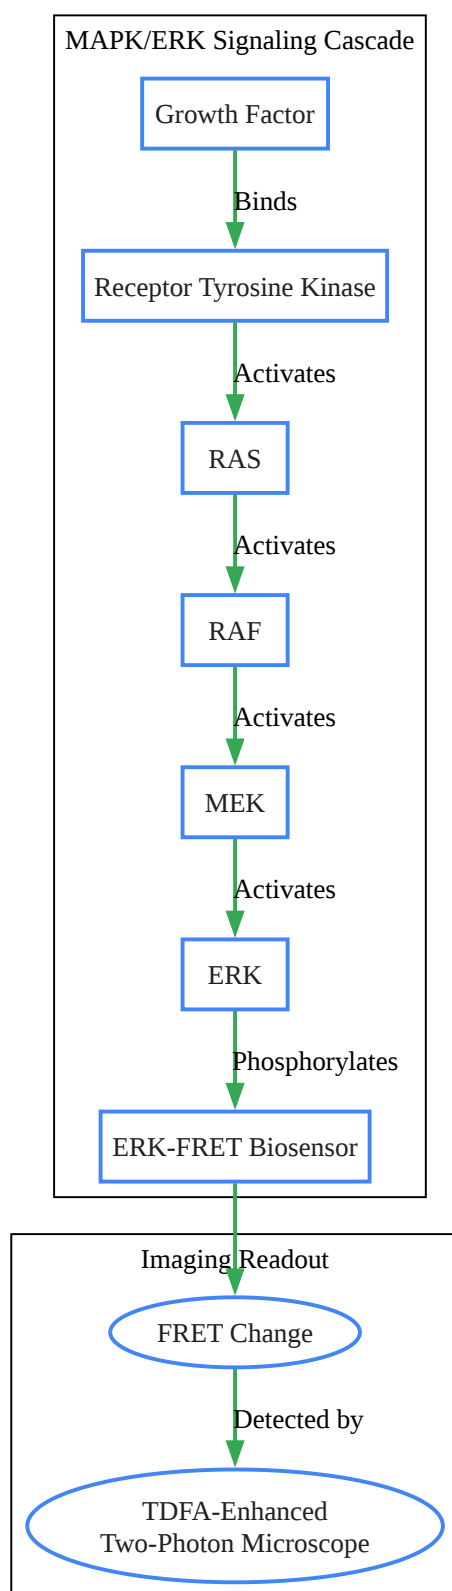 MAPK/ERK Signaling Cascade
Growth Factor
Binds
Receptor Tyrosine Kinase
Activates
RAS
Activates
RAF
Activates
MEK
Activates
ERK
Phosphorylates
ERK-FRET Biosensor
Imaging Readout
FRET Change
Detected by
TDFA-Enhanced
Two-Photon Microscope